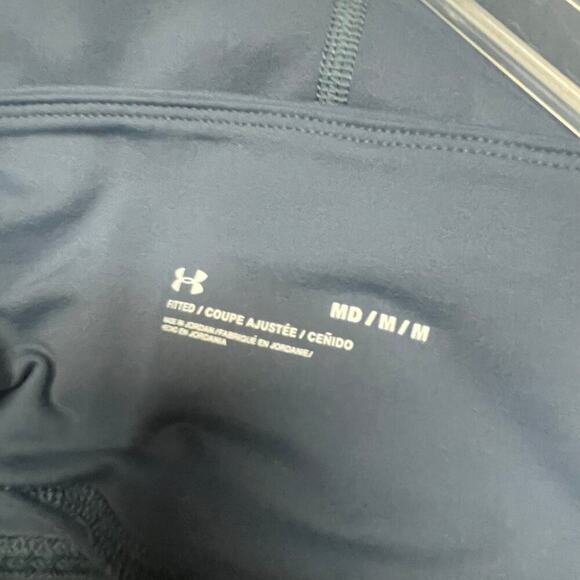 FITTED / COUPE AJUSTÉE / CEÑIDO
MD / M / M
MADE IN JORDAN / FABRIQUÉ EN JORDANIE /
HECHO EN JORDANIA